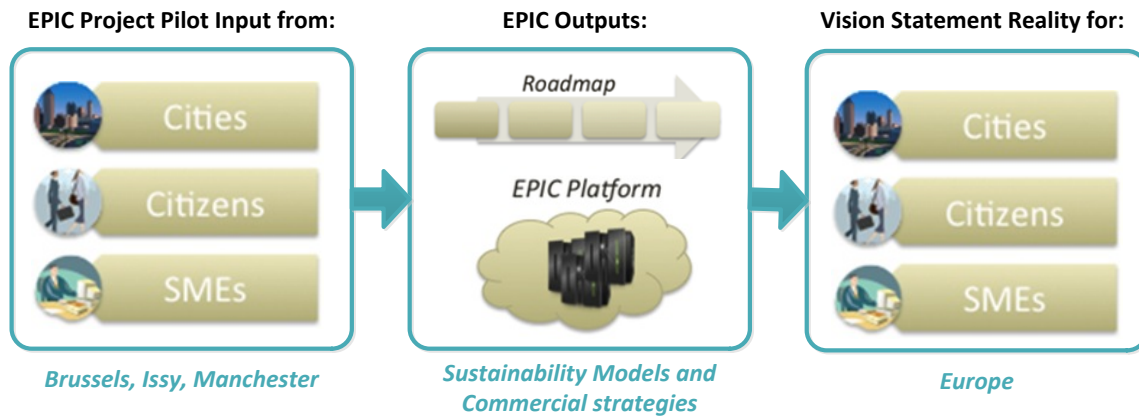 EPIC Project Pilot Input from:
Cities
Citizens
SMEs
Brussels, Issy, Manchester
EPIC Outputs:
Roadmap
EPIC Platform
Sustainability Models and
Commercial strategies
Vision Statement Reality for:
Cities
Citizens
SMEs
Europe